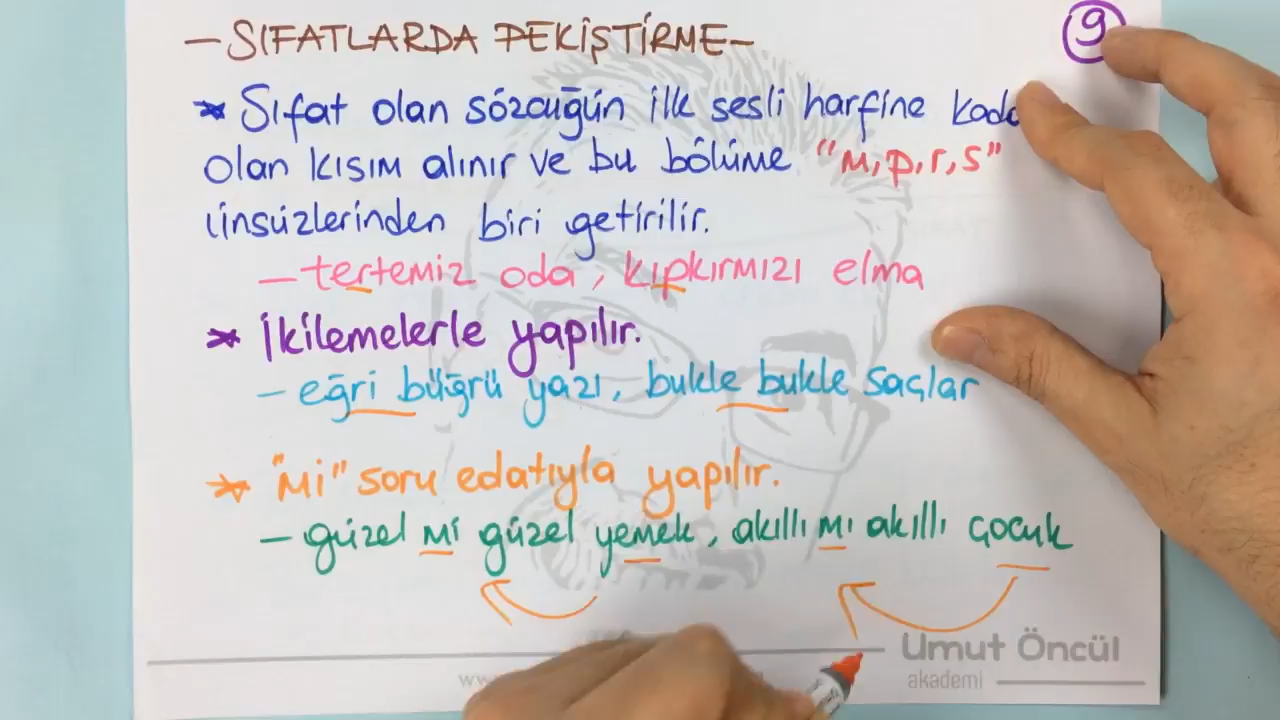 - SIFATLARDA PEKİŞTİRME -
9
* Sıfat olan sözcüğün ilk sesli harfine
olan kısım alınır ve bu bölüme "m, p, r, s"
ünsüzlerinden biri getirilir.
- tertemiz oda, kıpkırmızı elma
* İkilemelerle yapılır.
- eğri büğrü yazı, bukle bukle saçlar
* "mi" soru edatıyla yapılır.
- güzel mi güzel yemek, akıllı mı akıllı çocuk
Umut Öncül
akademi